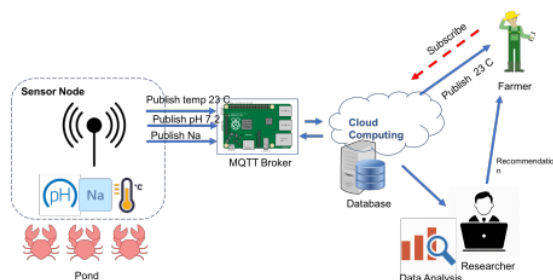 Sensor Node
pH
Na
°C
Pond
Publish temp 23 C
Publish pH 7,2
Publish Na
MQTT Broker
Cloud
Computing
Database
Subscribe
Publish 23 C
Farmer
Recommendatio
n
Researcher
Data Analysis